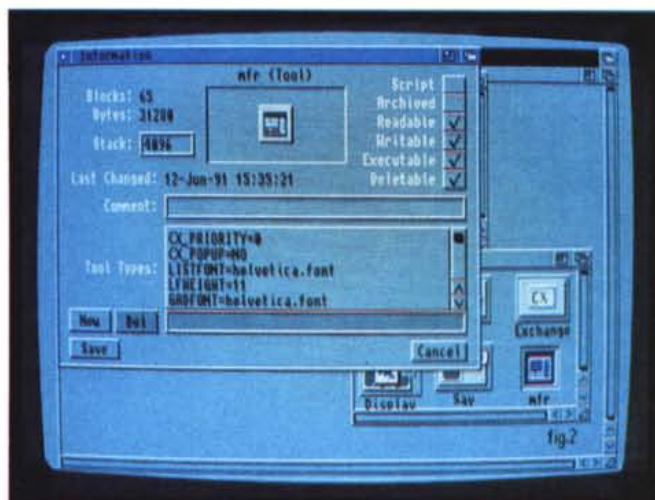 Information
mfr (Tool)
Blocks: 65
Bytes: 31280
Stack: 4096
Script
Archived
Readable
Writable
Executable
Deletable
Last Changed: 12-Jun-91 15:35:21
Comment:
Tool Types:
CX_PRIORITY=0
CX_POPUP=NO
LISTFONT=helvetica.font
LFHEIGHT=11
GADFONT=helvetica.font
New
Del
Save
Cancel
CX
Exchange
Display
Say
mfr
fig.2